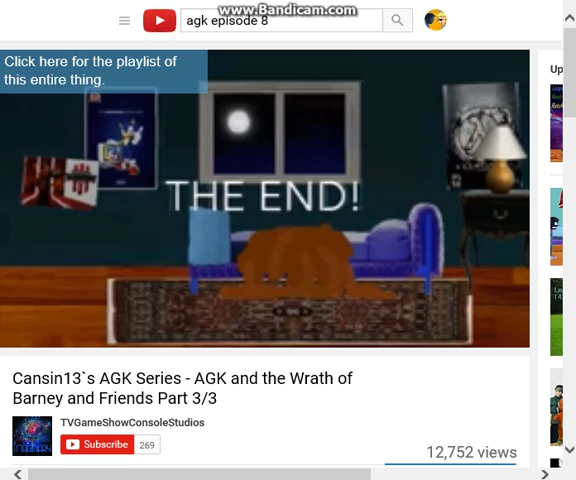 www.Bandicam.com
agk episode 8
Click here for the playlist of
this entire thing.
Up
THE END!
Cansin13`s AGK Series - AGK and the Wrath of
Barney and Friends Part 3/3
TVGameShowConsoleStudios
Subscribe 269
12,752 views